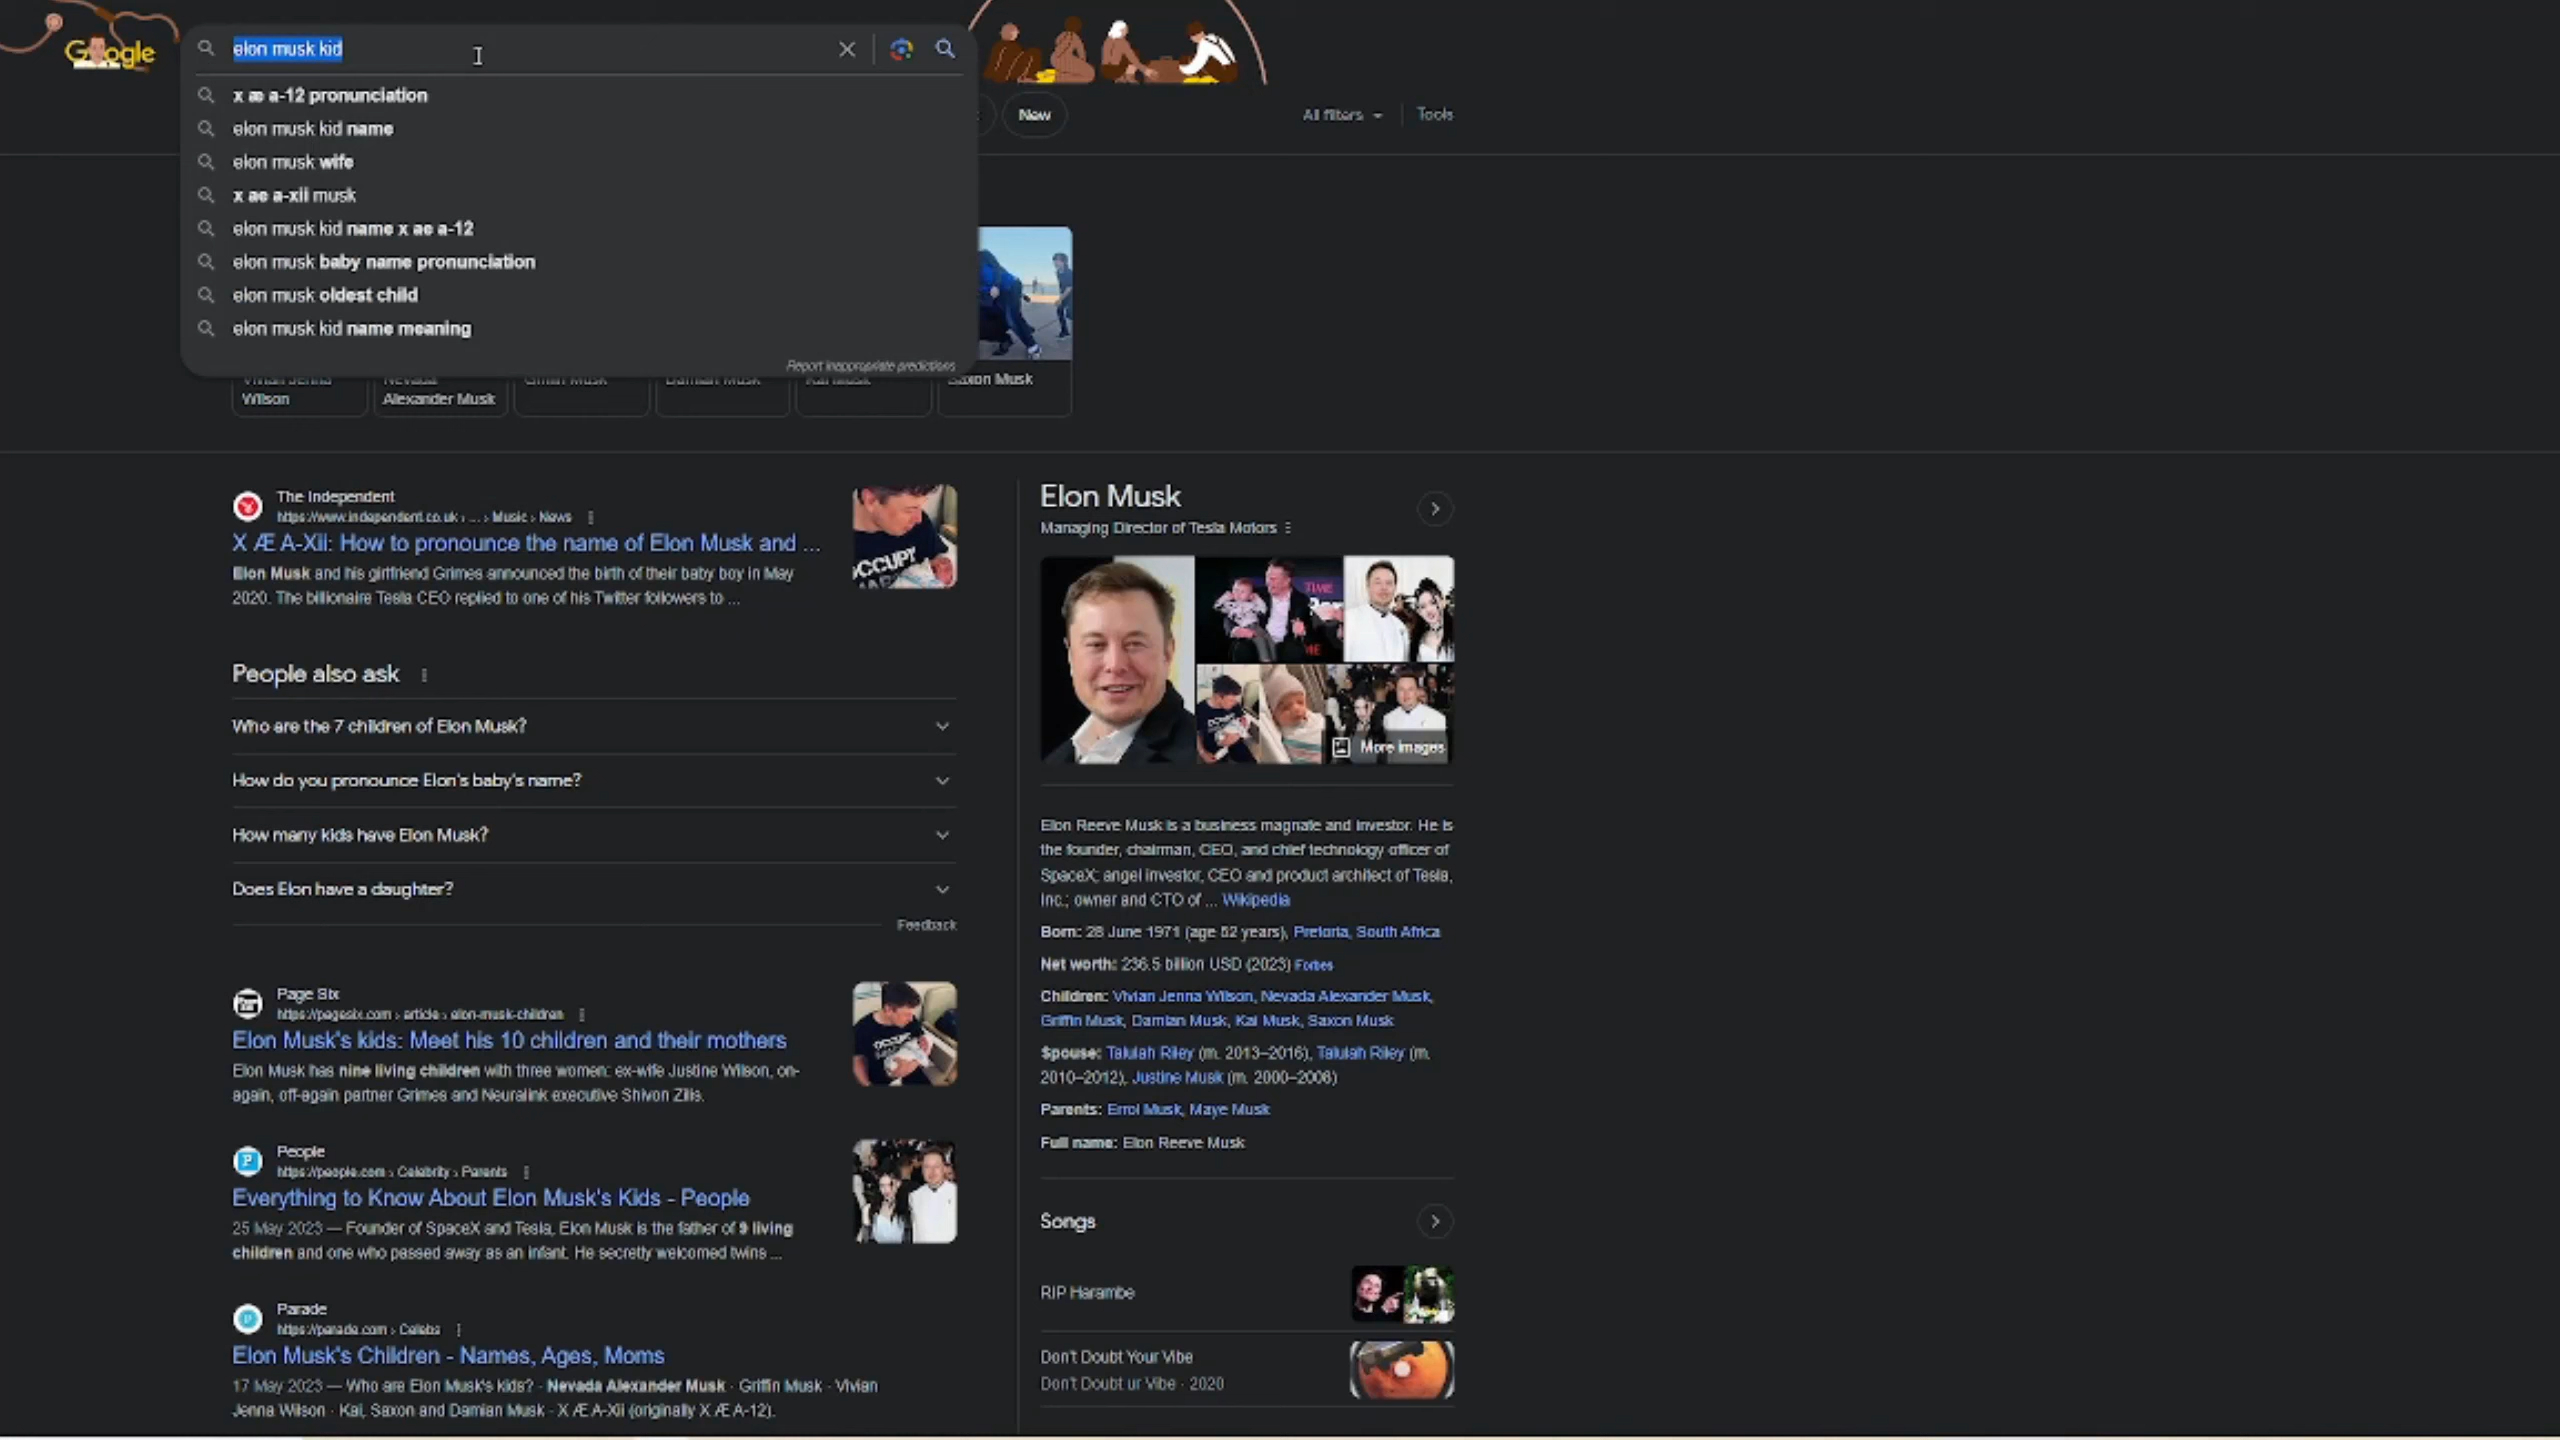 Google
elon musk kid
x æ a-12 pronunciation
elon musk kid name
elon musk wife
x ae a-xii musk
elon musk kid name x ae a-12
elon musk baby name pronunciation
elon musk oldest child
elon musk kid name meaning
Report inappropriate predictions
New
All filters
Tools
Vivian Jenna
Wilson
Nevada
Alexander Musk
Griffin Musk
Damian Musk
Kai Musk
Saxon Musk
The Independent
https://www.independent.co.uk › ... › Music › News
X Æ A-Xii: How to pronounce the name of Elon Musk and ...
Elon Musk and his girlfriend Grimes announced the birth of their baby boy in May
2020. The billionaire Tesla CEO replied to one of his Twitter followers to ...
OCCUPY
People also ask
Who are the 7 children of Elon Musk?
How do you pronounce Elon's baby's name?
How many kids have Elon Musk?
Does Elon have a daughter?
Feedback
Page Six
https://pagesix.com › article › elon-musk-children
Elon Musk's kids: Meet his 10 children and their mothers
Elon Musk has nine living children with three women: ex-wife Justine Wilson, on-
again, off-again partner Grimes and Neuralink executive Shivon Zilis.
People
https://people.com › Celebrity › Parents
Everything to Know About Elon Musk's Kids - People
25 May 2023 — Founder of SpaceX and Tesla, Elon Musk is the father of 9 living
children and one who passed away as an infant. He secretly welcomed twins ...
Parade
https://parade.com › Celebs
Elon Musk's Children - Names, Ages, Moms
17 May 2023 — Who are Elon Musk's kids? · Nevada Alexander Musk · Griffin Musk · Vivian
Jenna Wilson · Kai, Saxon and Damian Musk · X Æ A-Xii (originally X Æ A-12).
Elon Musk
Managing Director of Tesla Motors
TIME
More images
Elon Reeve Musk is a business magnate and investor. He is
the founder, chairman, CEO, and chief technology officer of
SpaceX; angel investor, CEO and product architect of Tesla,
Inc.; owner and CTO of ... Wikipedia
Born: 28 June 1971 (age 52 years), Pretoria, South Africa
Net worth: 236.5 billion USD (2023) Forbes
Children: Vivian Jenna Wilson, Nevada Alexander Musk,
Griffin Musk, Damian Musk, Kai Musk, Saxon Musk
Spouse: Talulah Riley (m. 2013–2016), Talulah Riley (m.
2010–2012), Justine Musk (m. 2000–2008)
Parents: Errol Musk, Maye Musk
Full name: Elon Reeve Musk
Songs
RIP Harambe
Don't Doubt Your Vibe
Don't Doubt ur Vibe · 2020